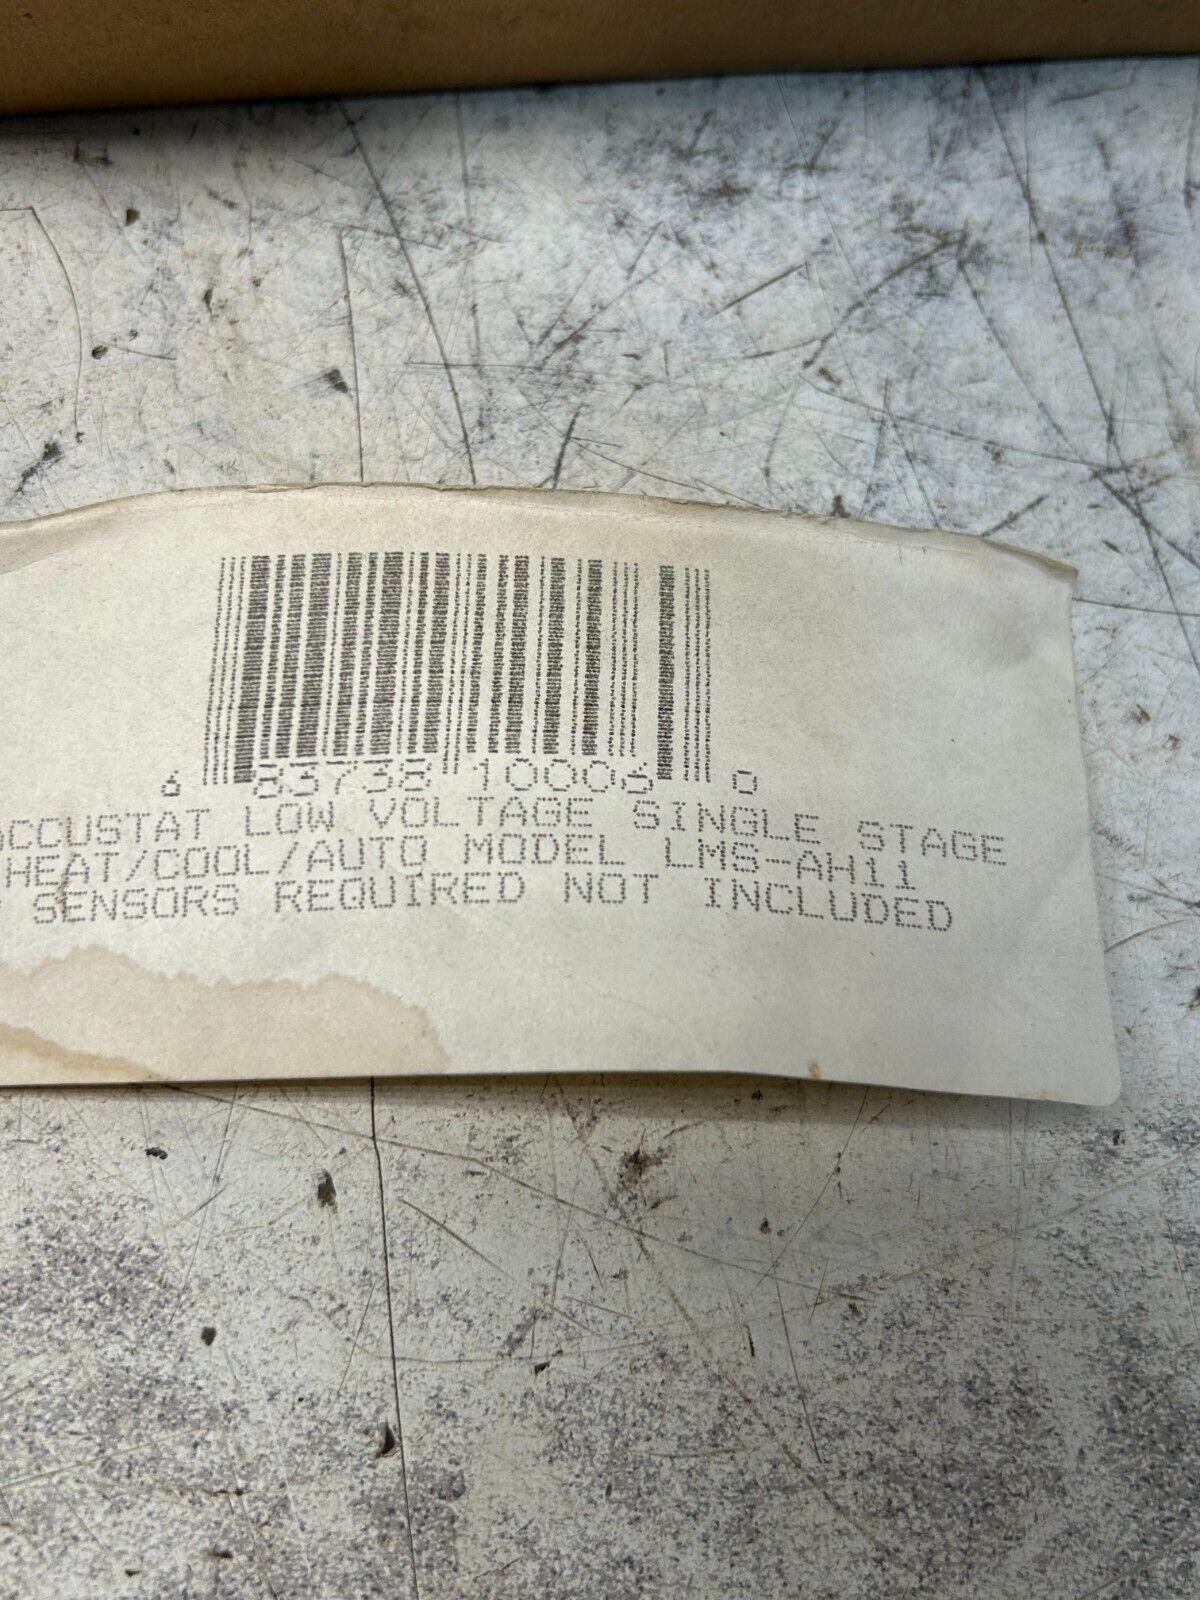 6 83738 10006 0
ACCUSTAT LOW VOLTAGE SINGLE STAGE
HEAT/COOL/AUTO MODEL LMS-AH11
SENSORS REQUIRED NOT INCLUDED